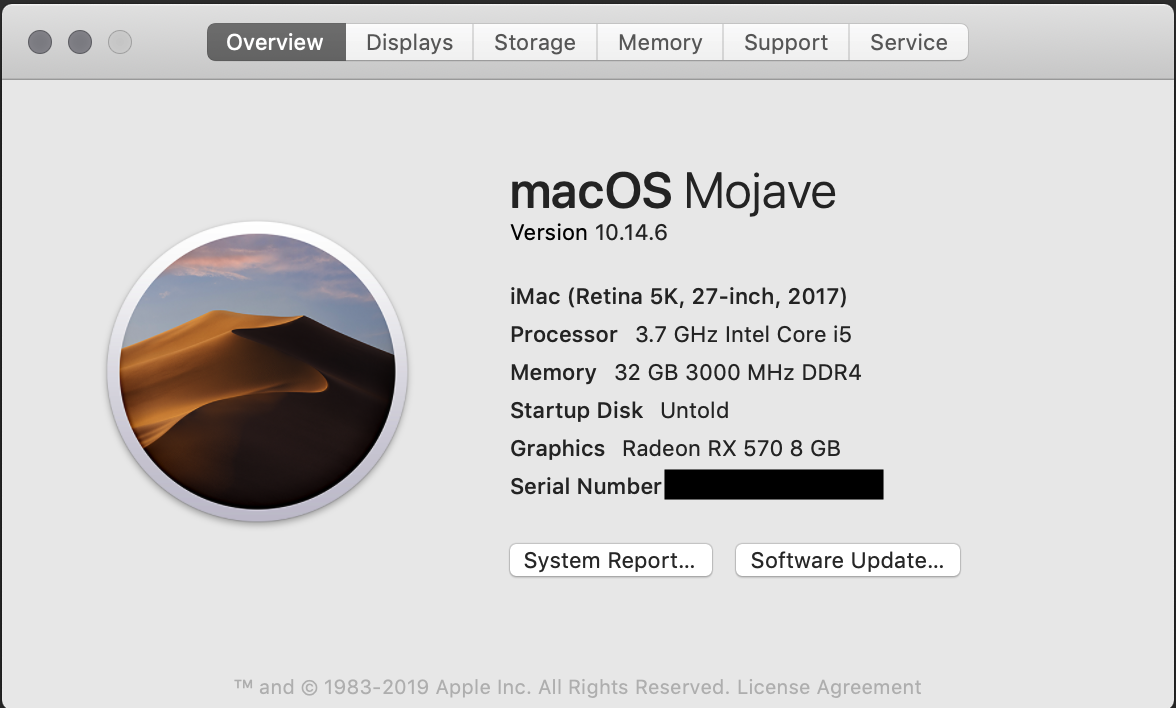 Overview Displays Storage Memory Support Service
macOS Mojave
Version 10.14.6
iMac (Retina 5K, 27-inch, 2017)
Processor 3.7 GHz Intel Core i5
Memory 32 GB 3000 MHz DDR4
Startup Disk Untold
Graphics Radeon RX 570 8 GB
Serial Number
System Report... Software Update...
™ and © 1983-2019 Apple Inc. All Rights Reserved. License Agreement